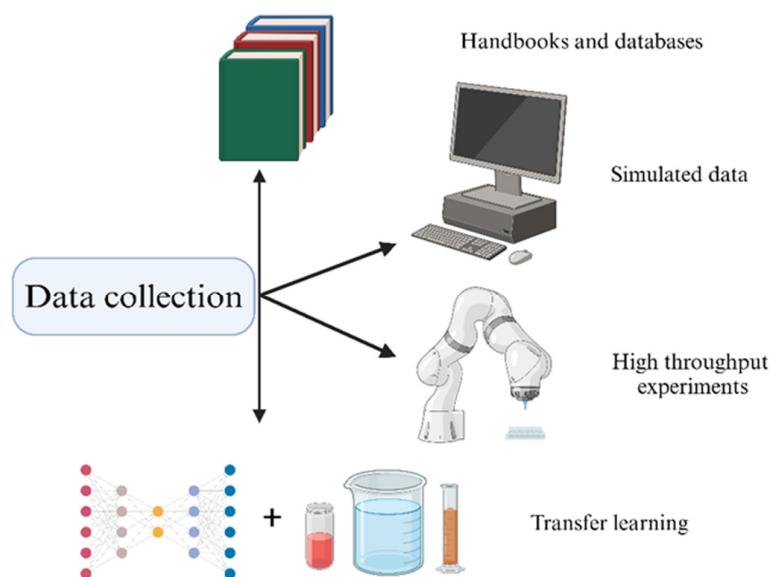 Handbooks and databases
Simulated data
Data collection
High throughput
experiments
+
Transfer learning